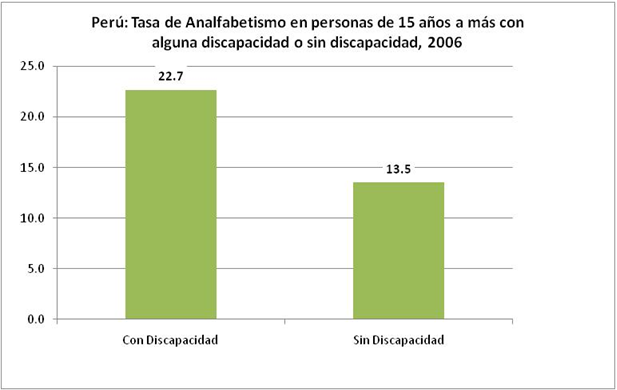 Perú: Tasa de Analfabetismo en personas de 15 años a más con
alguna discapacidad o sin discapacidad, 2006
25.0
22.7
20.0
15.0
13.5
10.0
5.0
0.0
Con Discapacidad
Sin Discapacidad